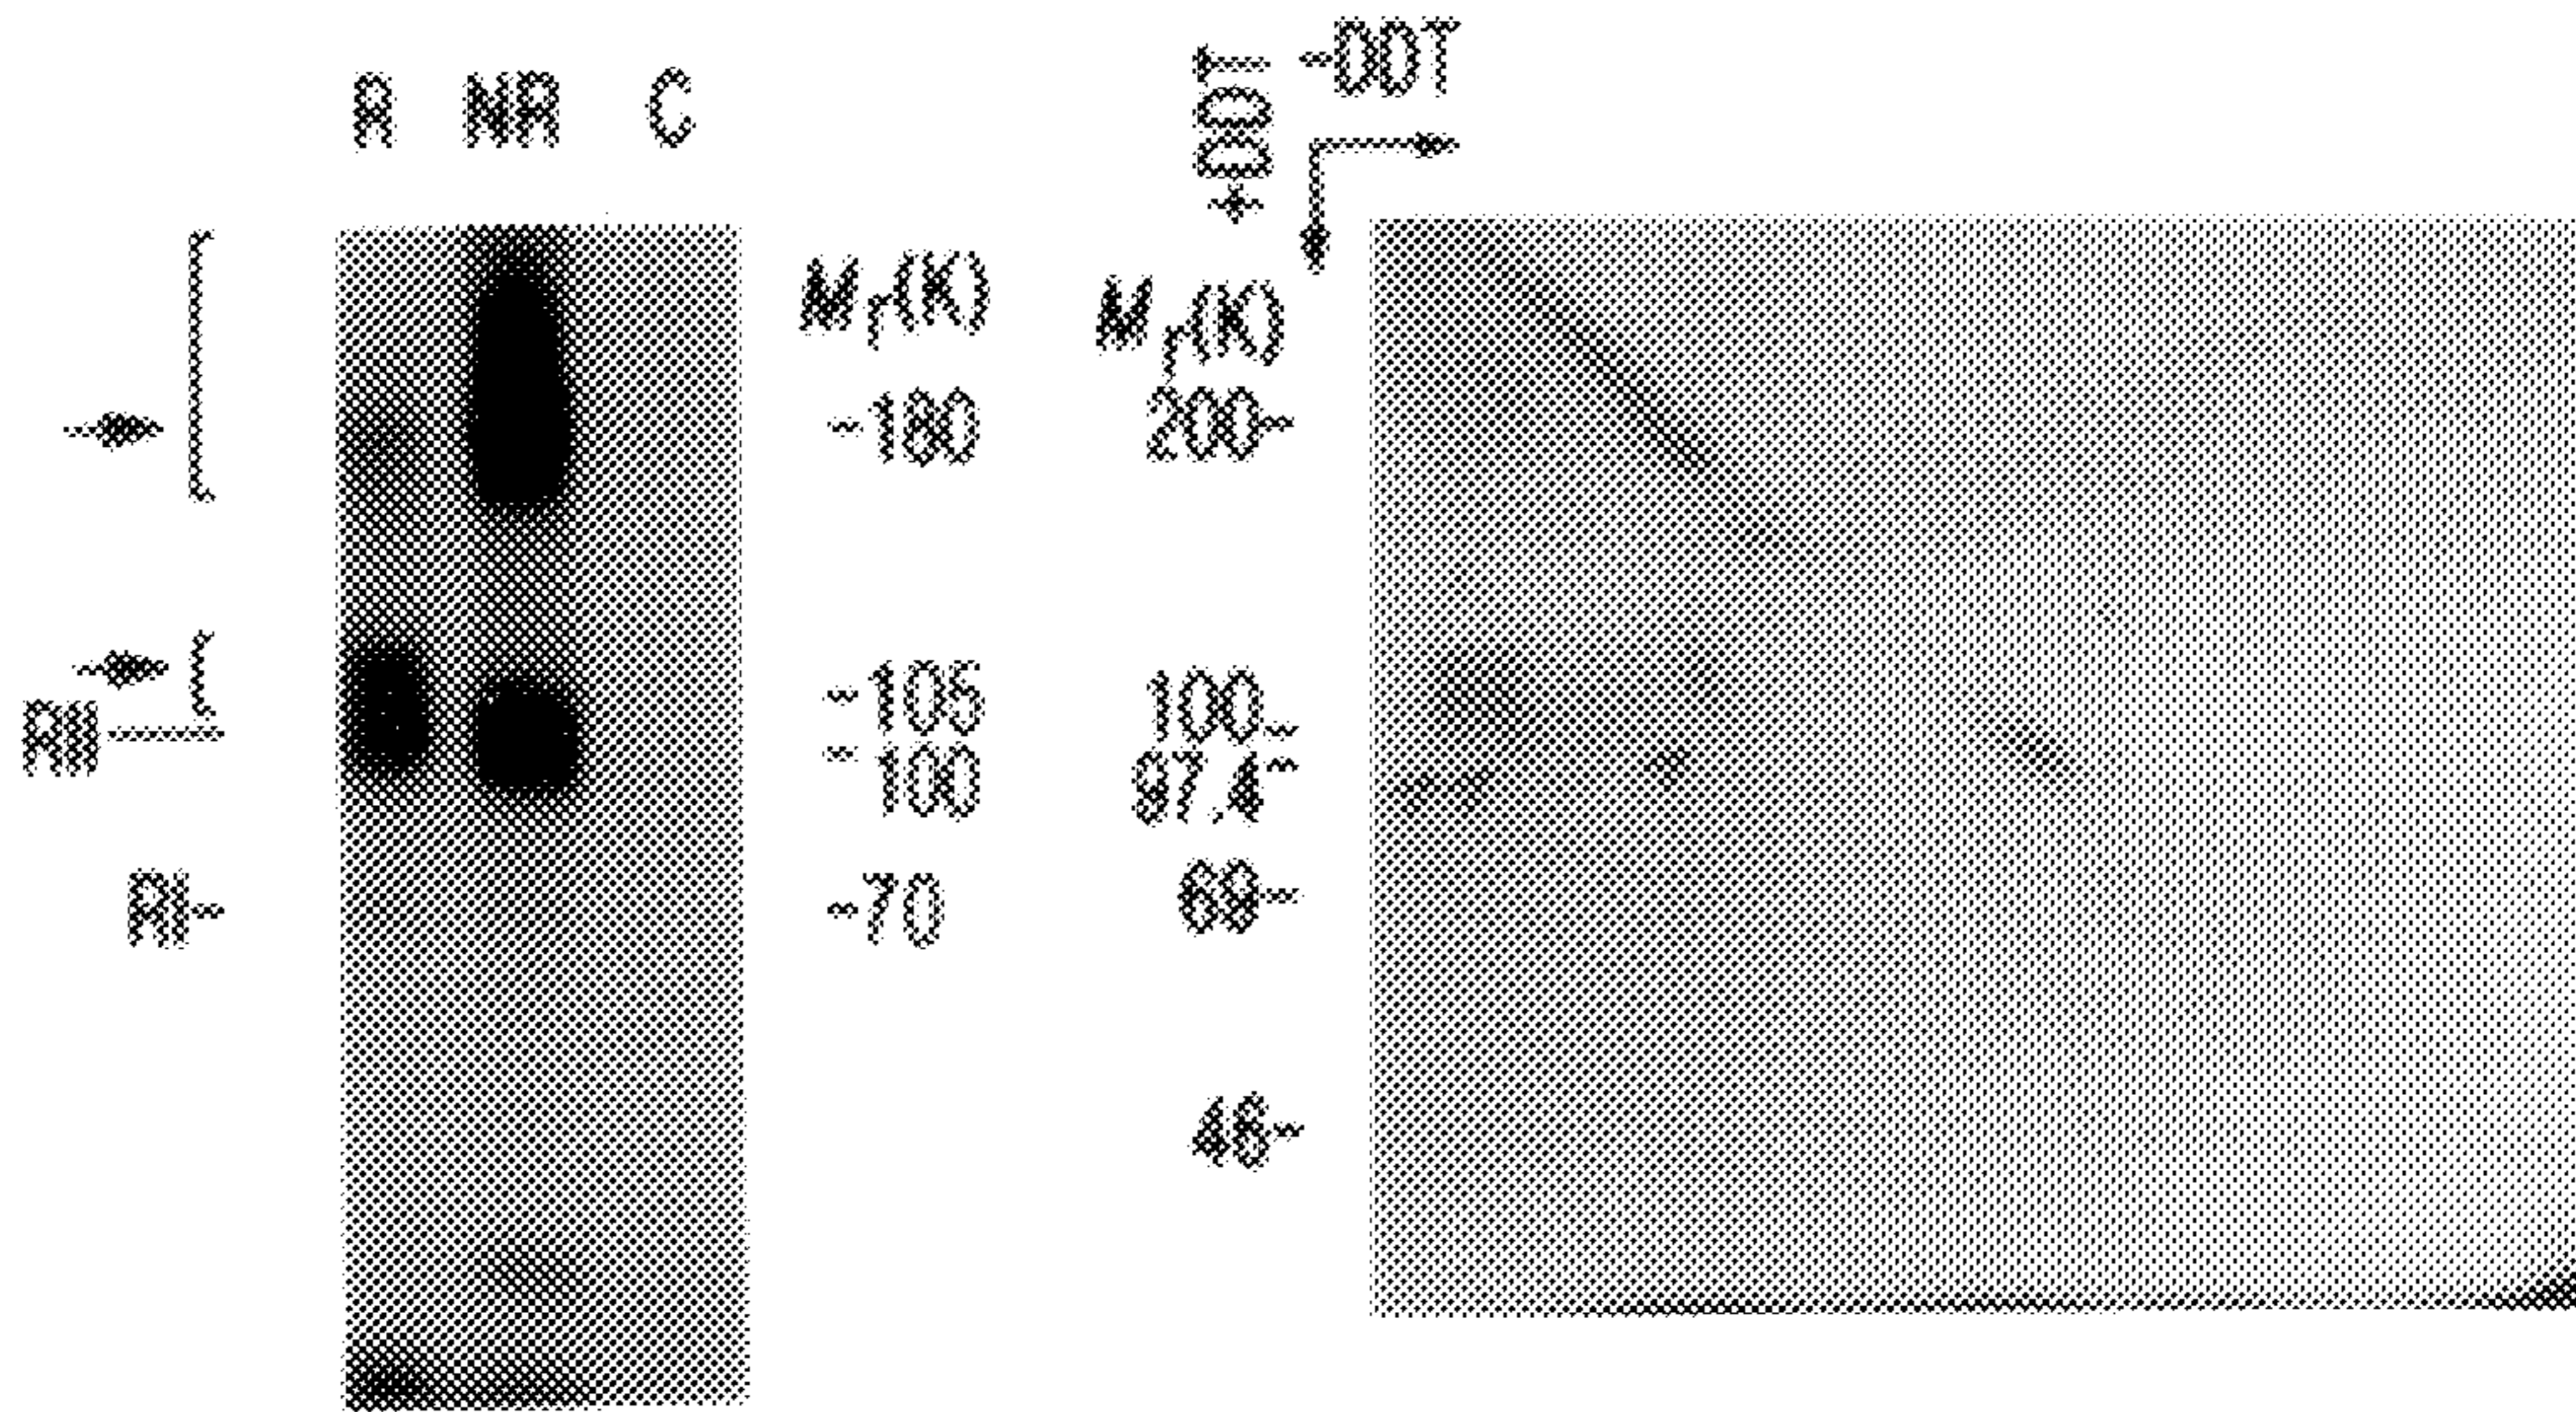 R NR C
-DDT
+DDT
Mr(K)
-180
-105
-100
-70
RII
RI-
Mr(K)
200-
100-
97.4-
69-
46-